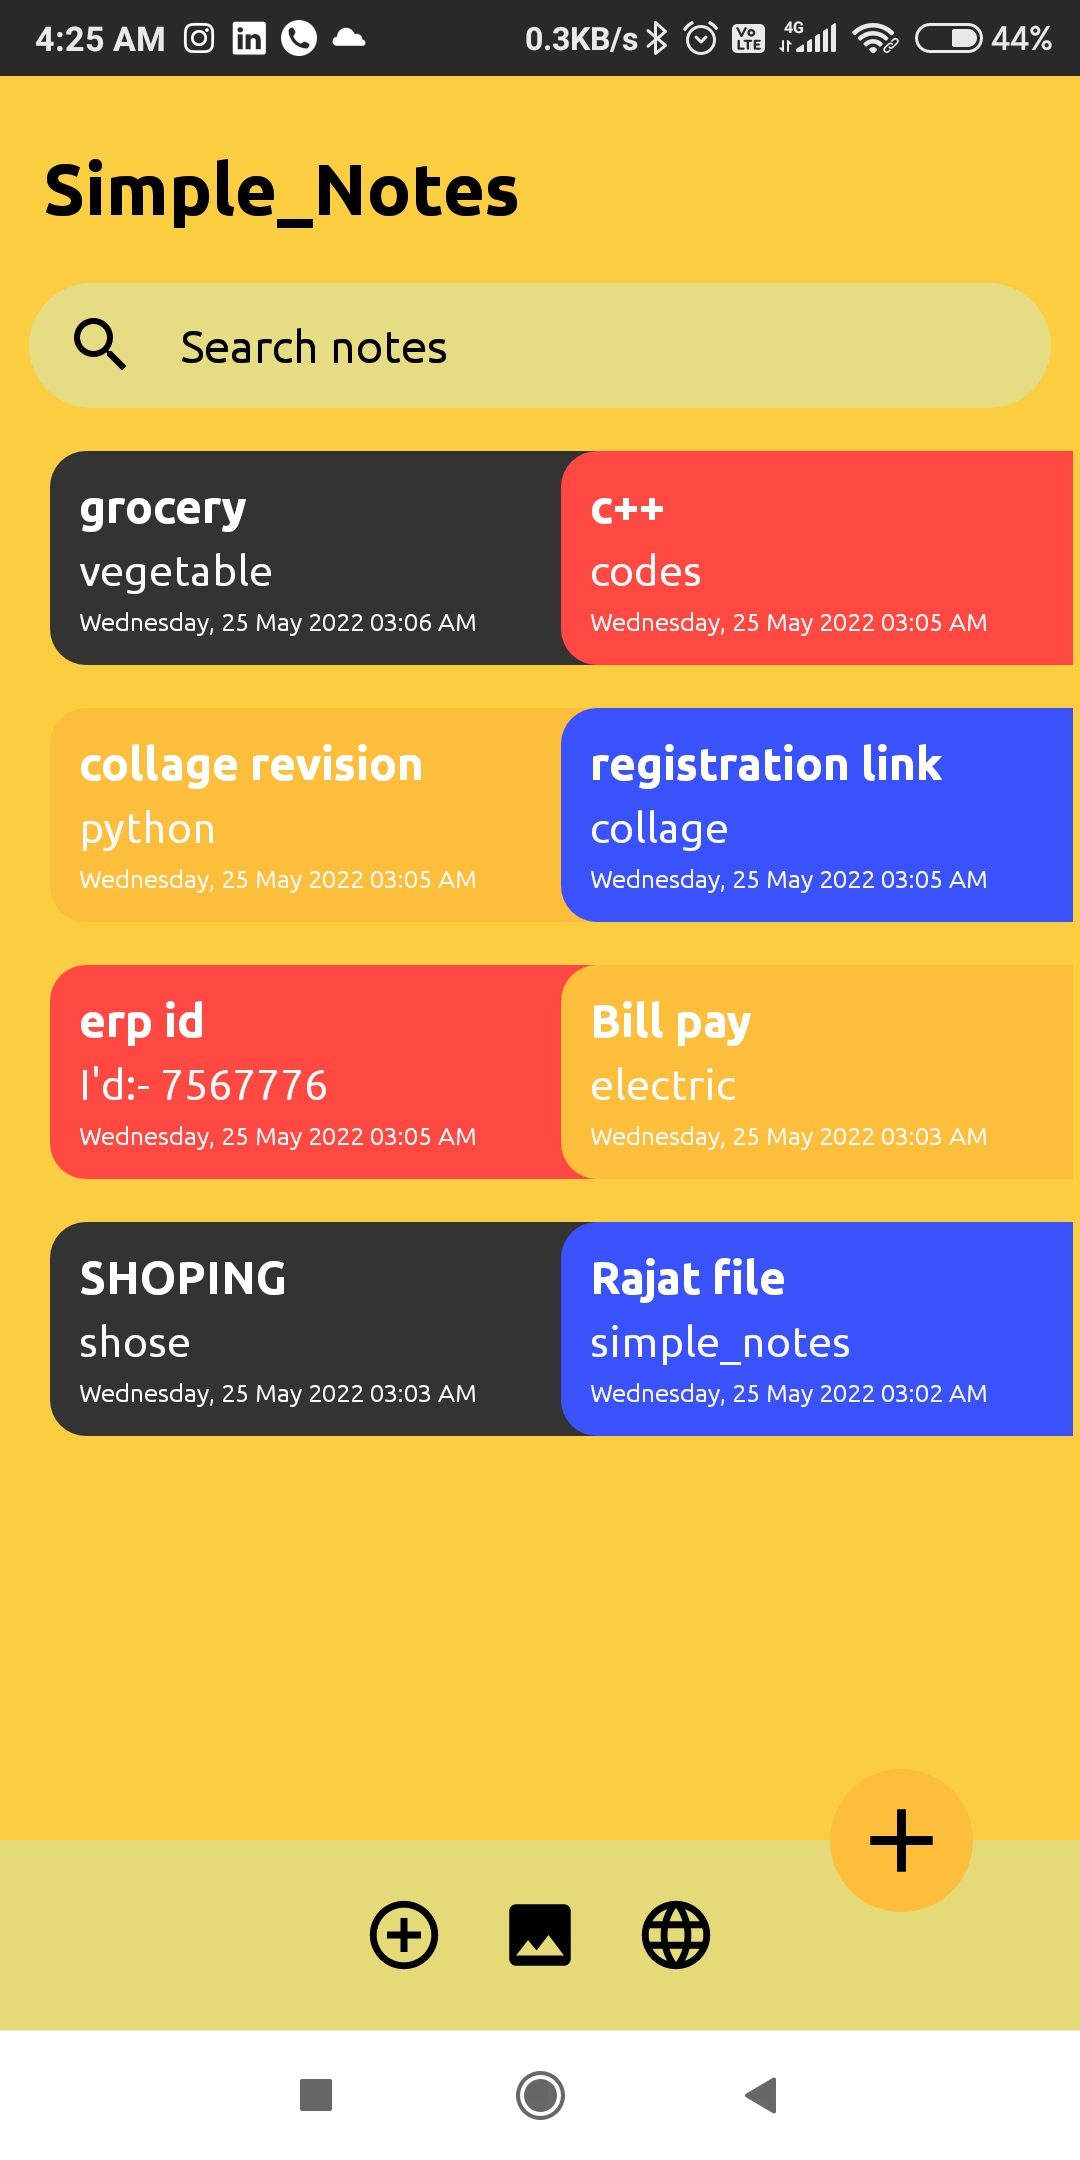 4:25 AM 0.3KB/s Vo LTE 4G 44%
Simple_Notes
Search notes
grocery
vegetable
Wednesday, 25 May 2022 03:06 AM
c++
codes
Wednesday, 25 May 2022 03:05 AM
collage revision
python
Wednesday, 25 May 2022 03:05 AM
registration link
collage
Wednesday, 25 May 2022 03:05 AM
erp id
I'd:- 7567776
Wednesday, 25 May 2022 03:05 AM
Bill pay
electric
Wednesday, 25 May 2022 03:03 AM
SHOPING
shose
Wednesday, 25 May 2022 03:03 AM
Rajat file
simple_notes
Wednesday, 25 May 2022 03:02 AM